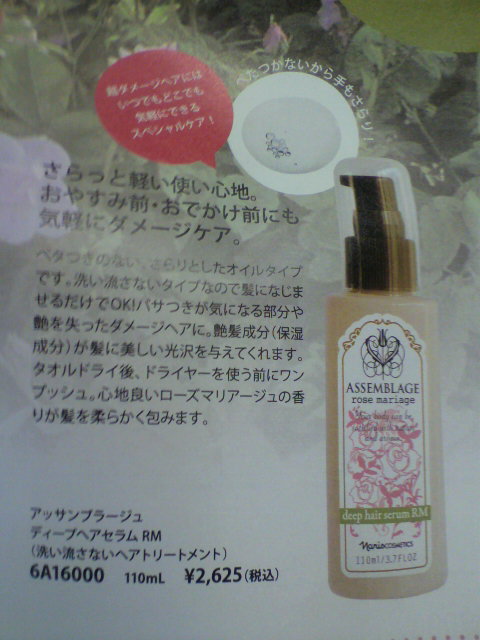 超ダメージヘアには
いつでもどこでも
気軽にできる
スペシャルケア！
べたつかないから手もさらり！
さらっと軽い使い心地。
おやすみ前・おでかけ前にも
気軽にダメージケア。
ベタつきのない、さらりとしたオイルタイプ
です。洗い流さないタイプなので髪になじま
せるだけでOK!パサつきが気になる部分や
艶を失ったダメージヘアに。艶髪成分(保湿
成分)が髪に美しい光沢を与えてくれます。
タオルドライ後、ドライヤーを使う前にワン
プッシュ。心地良いローズマリアージュの香
りが髪を柔らかく包みます。
アッサンブラージュ
ディープヘアセラム RM
(洗い流さないヘアトリートメント)
6A16000 110mL ¥2,625(税込)
ASSEMBLAGE
rose mariage
body can be
and
deep hair serum RM
Naris COSMETICS
110ml/3.7FL.OZ